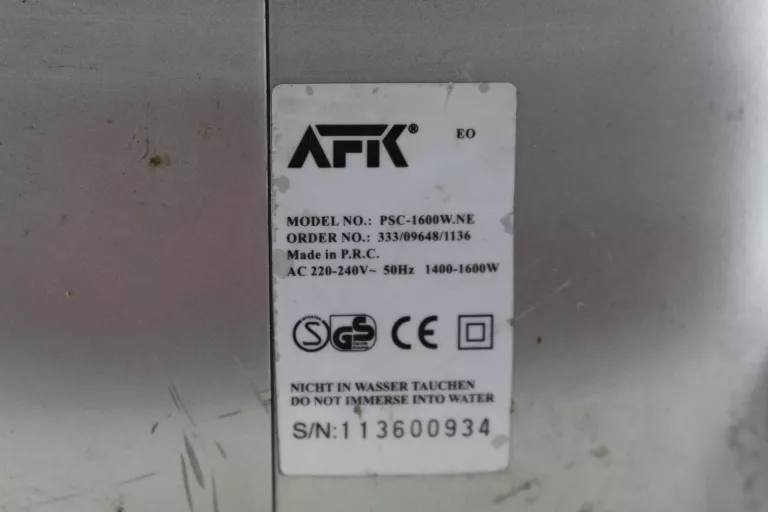 AFK® EO
MODEL NO.: PSC-1600W.NE
ORDER NO.: 333/09648/1136
Made in P.R.C.
AC 220-240V~ 50Hz 1400-1600W
S GS CE
NICHT IN WASSER TAUCHEN
DO NOT IMMERSE INTO WATER
S/N:113600934